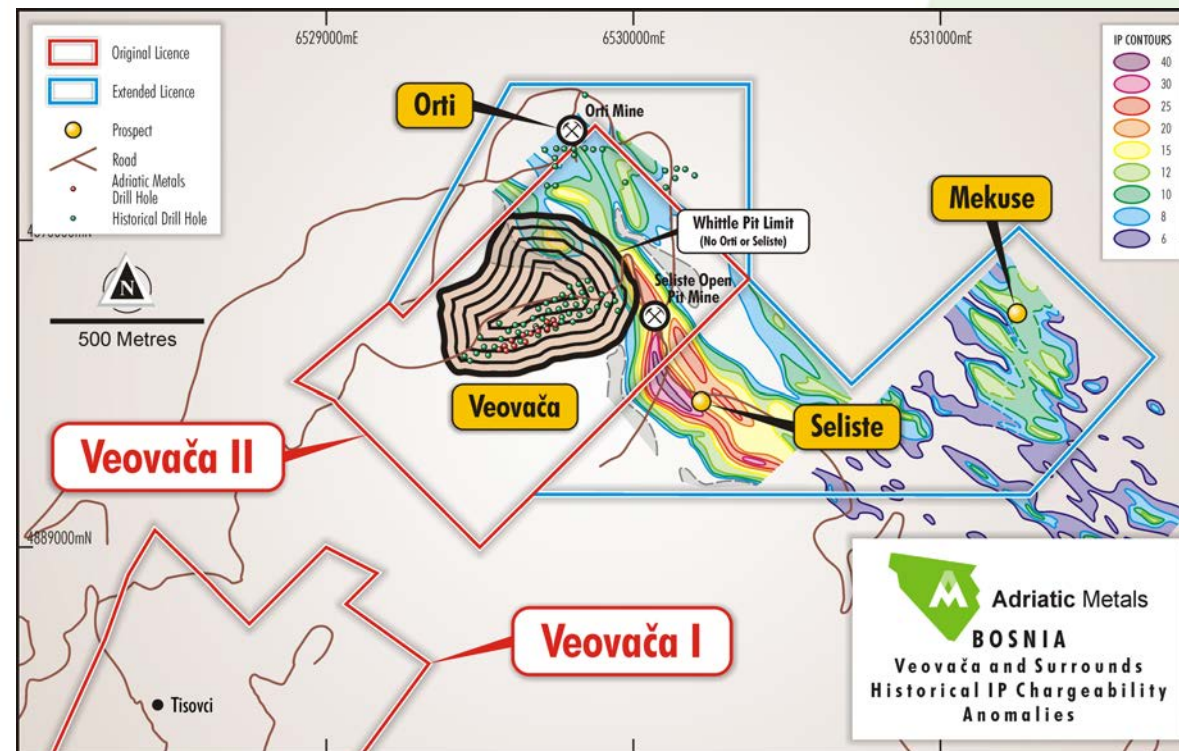 6529000mE
6530000mE
6531000mE
Original Licence
Extended Licence
Prospect
Road
Adriatic Metals
Drill Hole
Historical Drill Hole
N
500 Metres
4889000mN
Orti
Orti Mine
Whittle Pit Limit
(No Orti or Seliste)
Seliste Open
Pit Mine
Mekuse
Veovača
Seliste
Veovača II
Veovača I
Tisovci
IP CONTOURS
40
30
25
20
15
12
10
8
6
Adriatic Metals
BOSNIA
Veovača and Surrounds
Historical IP Chargeability
Anomalies